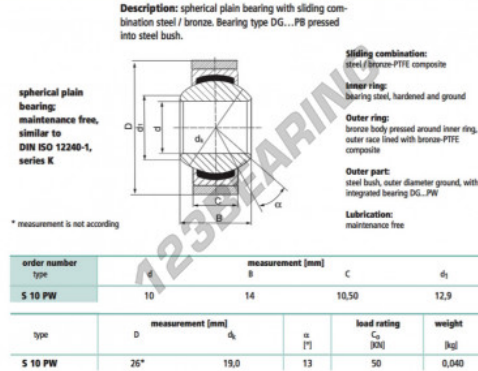 Description: spherical plain bearing with sliding com-
bination steel / bronze. Bearing type DG...PB pressed
into steel bush.
Sliding combination:
steel / bronze-PTFE composite
Inner ring:
bearing steel, hardened and ground
Outer ring:
bronze body pressed around inner ring,
outer race lined with bronze-PTFE
composite
Outer part:
steel bush, outer diameter ground, with
integrated bearing DG...PW
Lubrication:
maintenance free
spherical plain
bearing;
maintenance free,
similar to
DIN ISO 12240-1,
series K
* measurement is not according
D
d₁
d
dₖ
C
B
α
123BEARING
order number measurement [mm]
type d B C d₁
S 10 PW 10 14 10,50 12,9
measurement [mm] load rating weight
type D dₖ α C₀
[°] [KN] [kg]
S 10 PW 26* 19,0 13 50 0,040